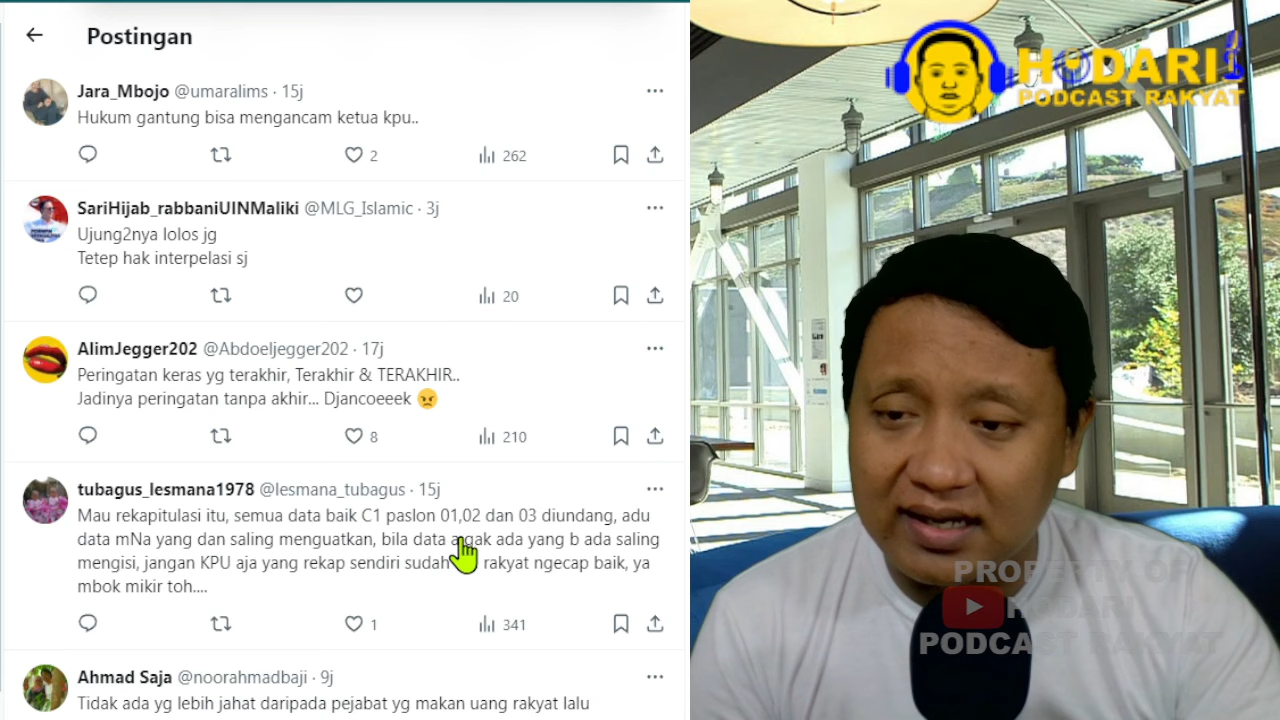 Postingan
Jara_Mbojo @umaralims · 15j
Hukum gantung bisa mengancam ketua kpu..
2 262
SariHijab_rabbaniUINMaliki @MLG_Islamic · 3j
Ujung2nya lolos jg
Tetep hak interpelasi sj
20
AlimJegger202 @Abdoeljegger202 · 17j
Peringatan keras yg terakhir, Terakhir & TERAKHIR..
Jadinya peringatan tanpa akhir... Djancoeeek 😠
8 210
tubagus_lesmana1978 @lesmana_tubagus · 15j
Mau rekapitulasi itu, semua data baik C1 paslon 01,02 dan 03 diundang, adu
data mNa yang dan saling menguatkan, bila data gak ada yang b ada saling
mengisi, jangan KPU aja yang rekap sendiri sudah rakyat ngecap baik, ya
mbok mikir toh....
1 341
Ahmad Saja @noorahmadbaji · 9j
Tidak ada yg lebih jahat daripada pejabat yg makan uang rakyat lalu
HODARI
PODCAST RAKYAT
PROPERTY OF
HODARI
PODCAST RAKYAT